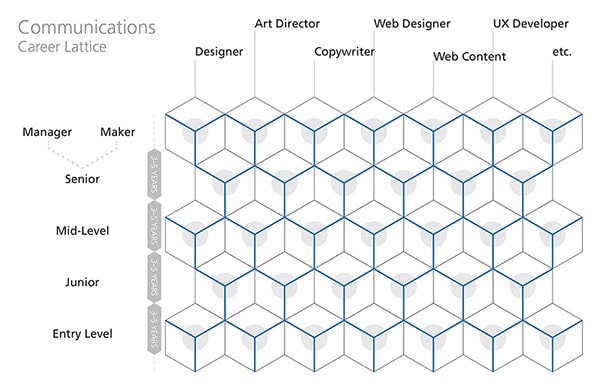 Communications
Career Lattice
Art Director
Web Designer
UX Developer
Designer
Copywriter
Web Content
etc.
Manager
Maker
Senior
3-5 YEARS
Mid-Level
3-5 YEARS
Junior
3-5 YEARS
Entry Level
3-5 YEARS